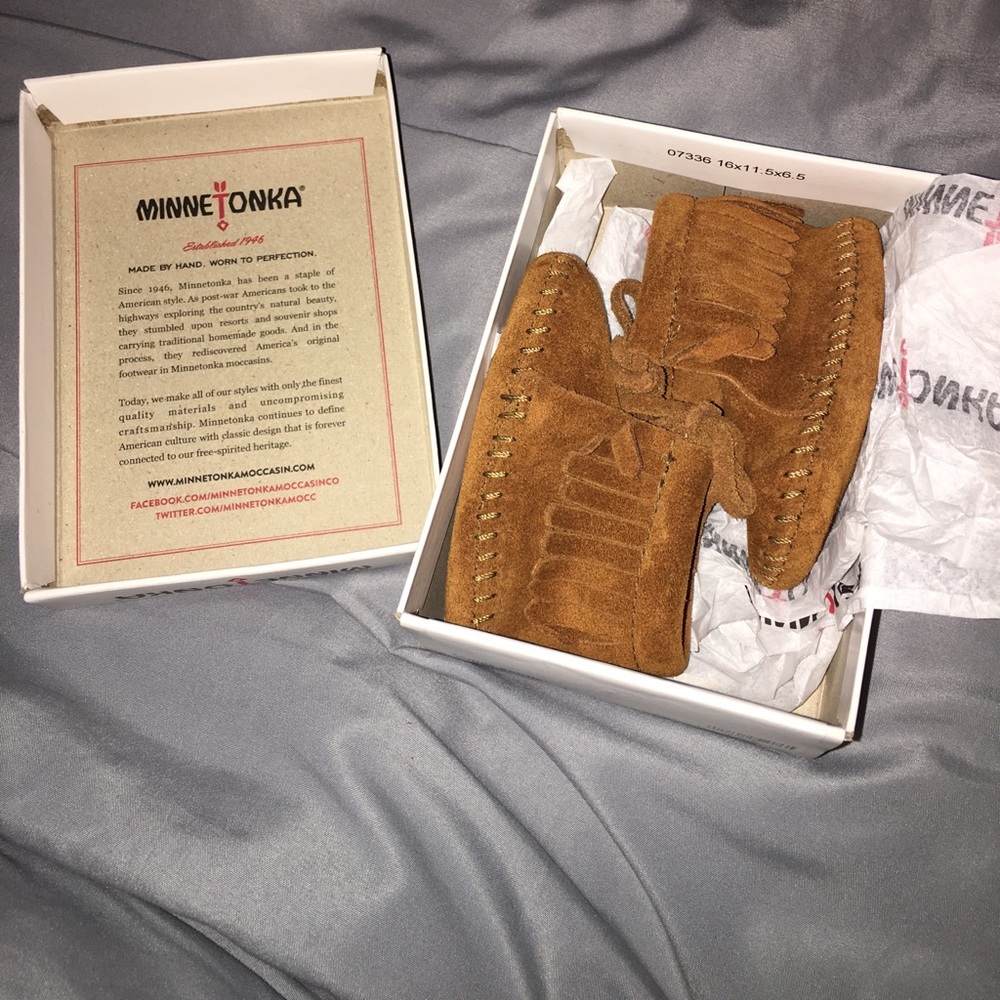 MINNETONKA®
Established 1946
MADE BY HAND. WORN TO PERFECTION.
Since 1946, Minnetonka has been a staple of
American style. As post-war Americans took to the
highways exploring the country's natural beauty,
they stumbled upon resorts and souvenir shops
carrying traditional homemade goods. And in the
process, they rediscovered America's original
footwear in Minnetonka moccasins.
Today, we make all of our styles with only the finest
quality materials and uncompromising
craftsmanship. Minnetonka continues to define
American culture with classic design that is forever
connected to our free-spirited heritage.
WWW.MINNETONKAMOCCASIN.COM
FACEBOOK.COM/MINNETONKAMOCCASINCO
TWITTER.COM/MINNETONKAMOCC
07336 16x11.5x6.5